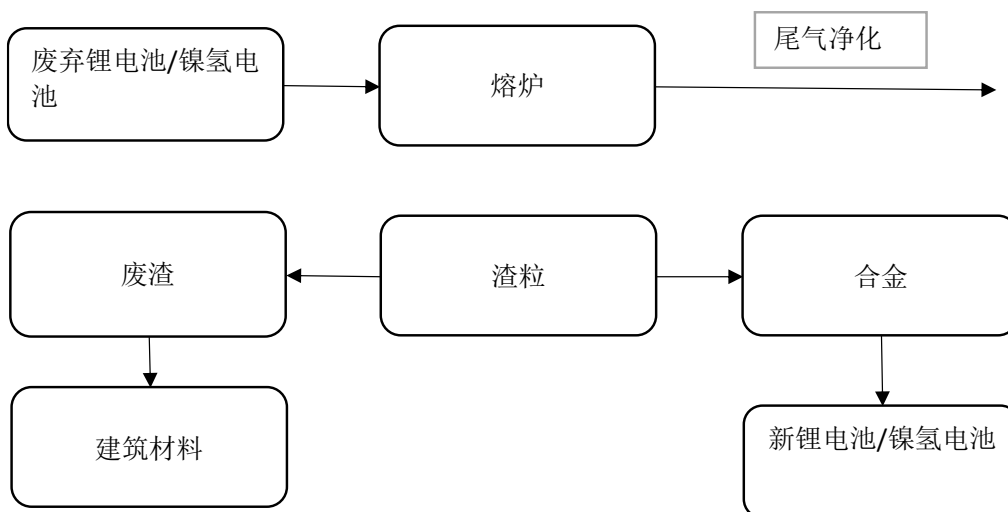 尾气净化
废弃锂电池/镍氢电
池
熔炉
废渣
渣粒
合金
建筑材料
新锂电池/镍氢电池